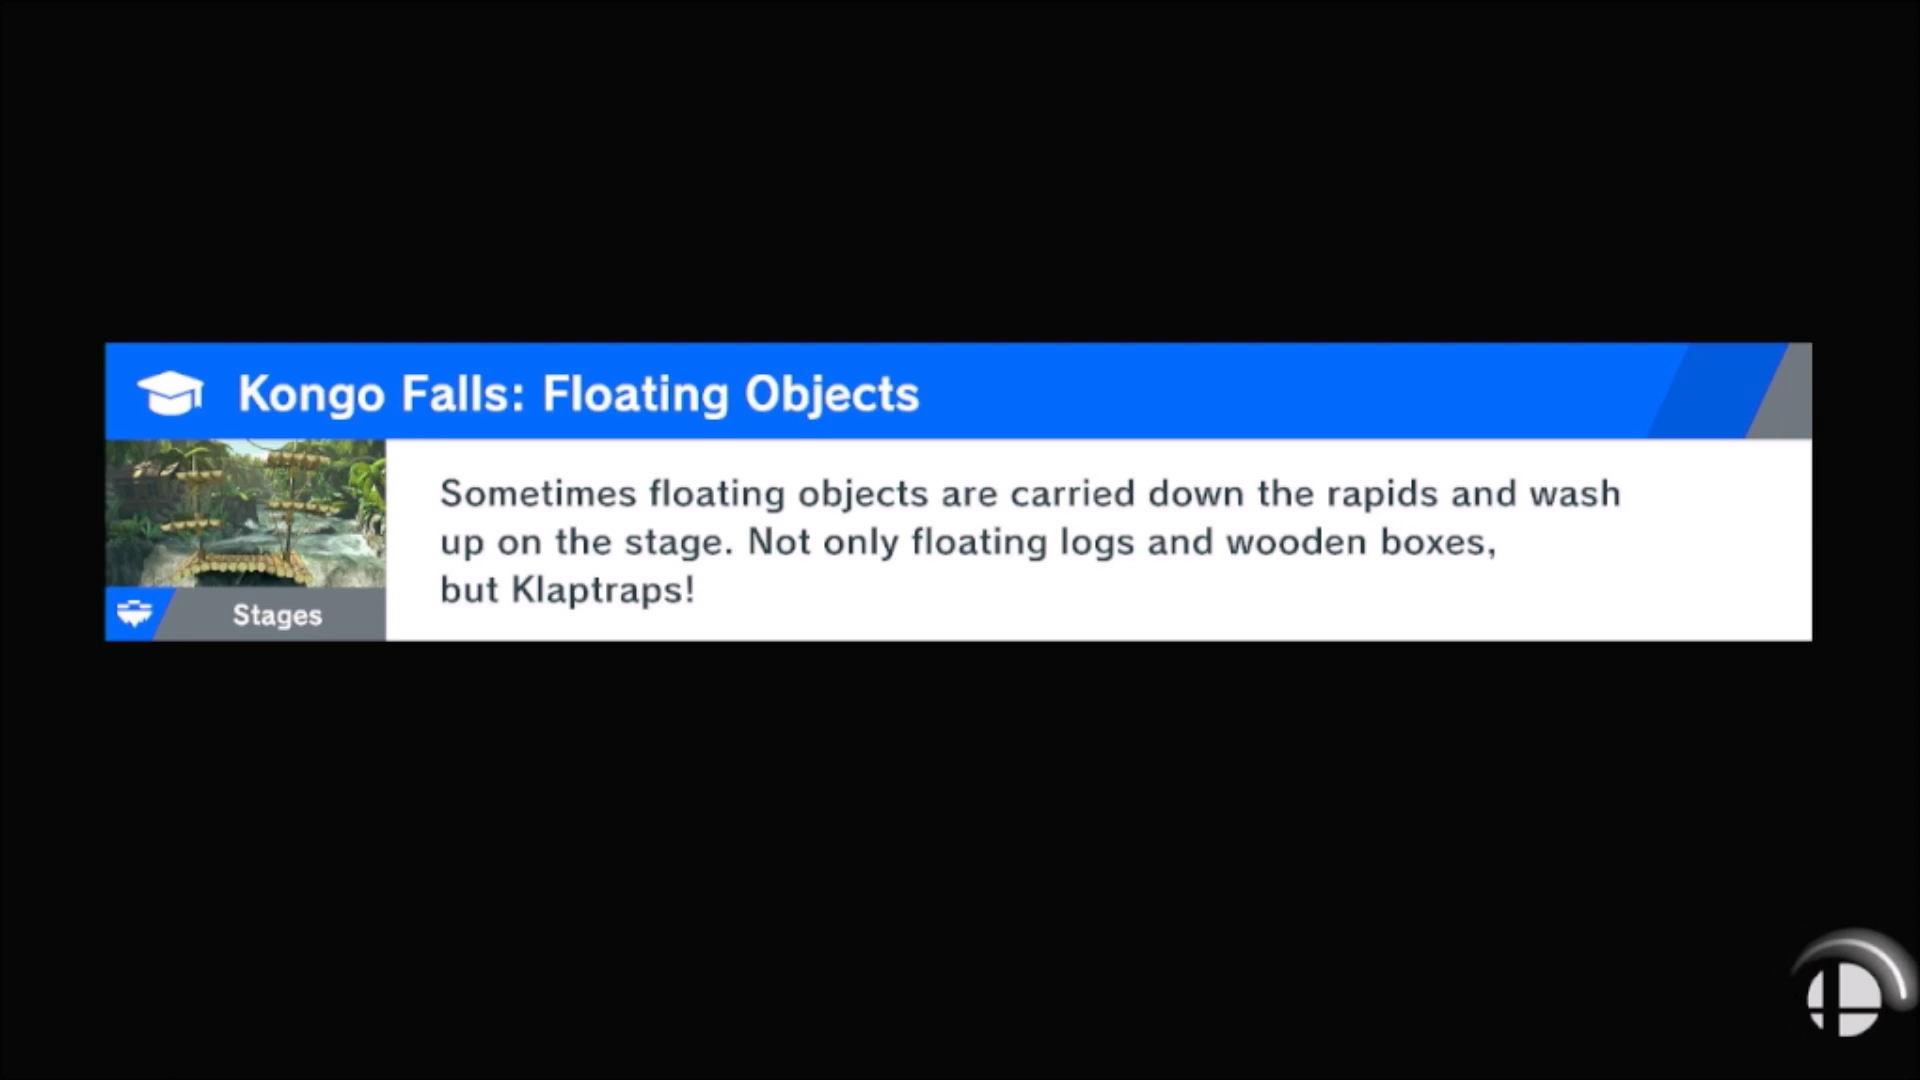 Kongo Falls: Floating Objects
Sometimes floating objects are carried down the rapids and wash
up on the stage. Not only floating logs and wooden boxes,
but Klaptraps!
Stages